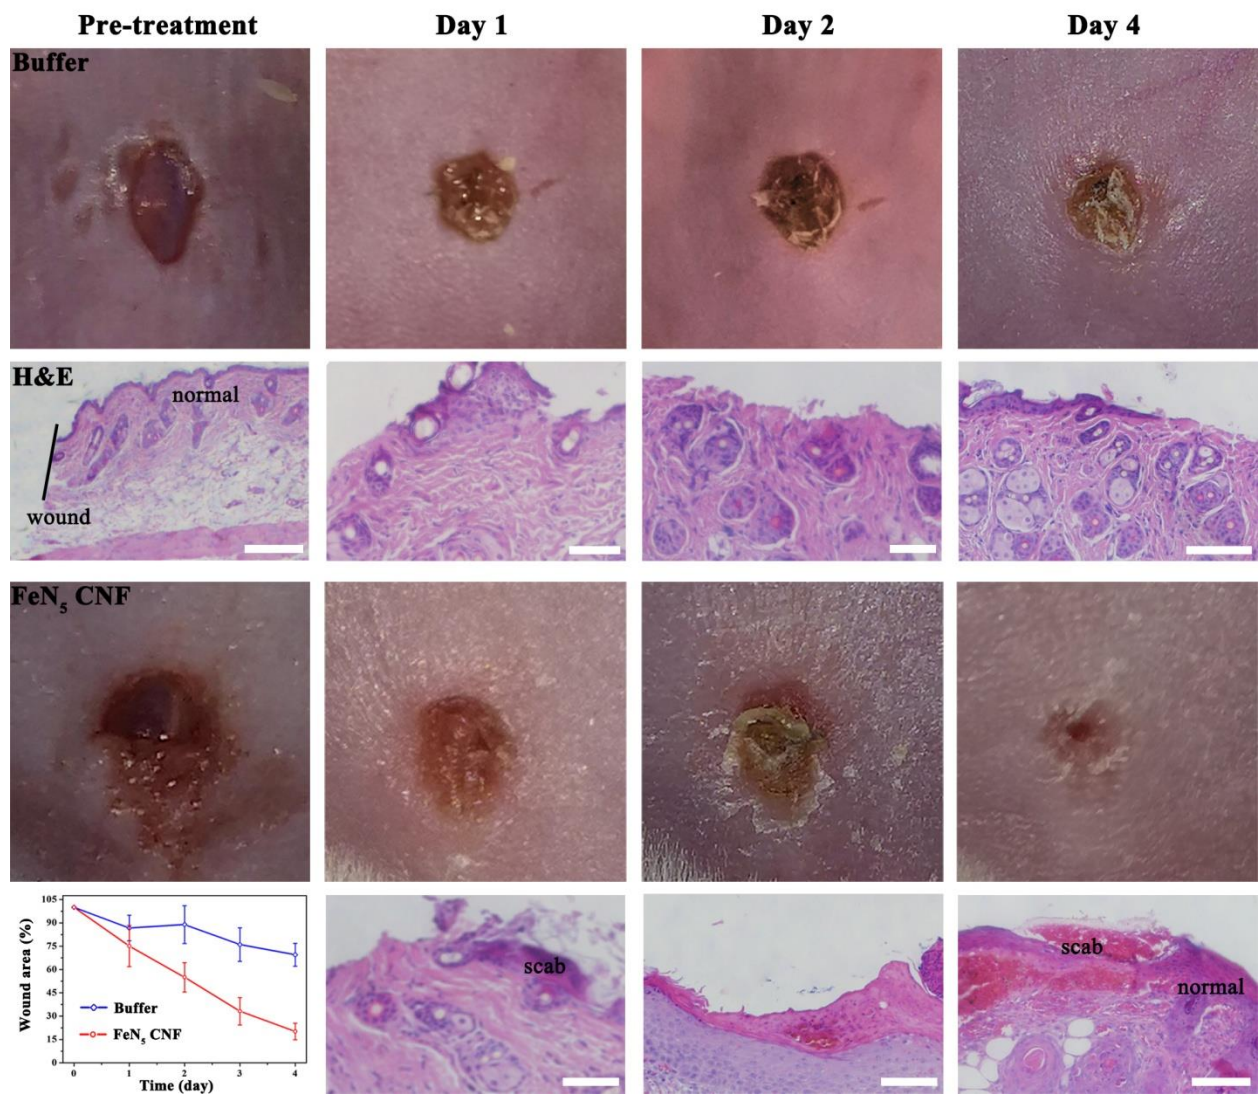 Pre-treatment
Day 1
Day 2
Day 4
Buffer
H&E
normal
wound
FeN₅ CNF
105
90
75
60
45
30
15
0
Wound area (%)
Buffer
FeN₅ CNF
0
1
2
3
4
Time (day)
scab
scab
normal